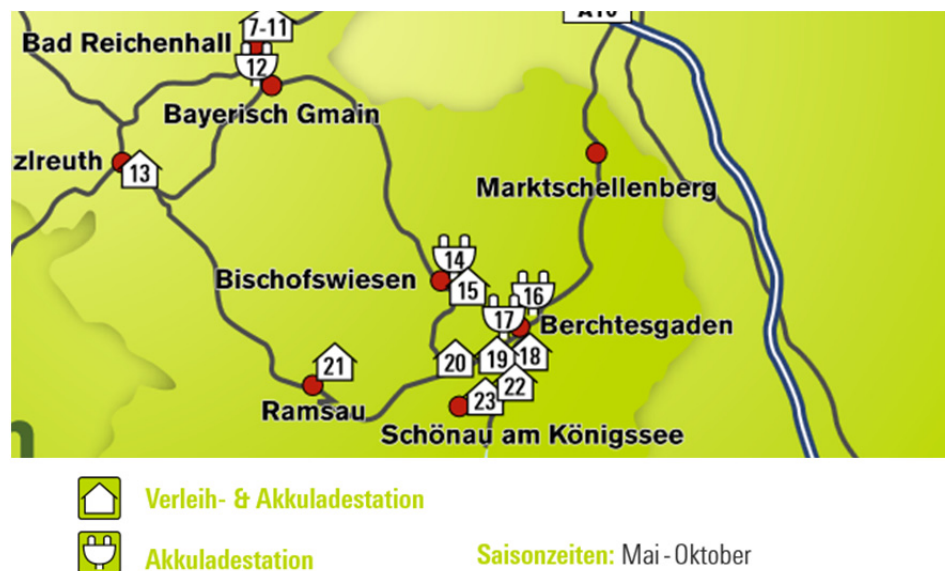 A10
7-11
Bad Reichenhall
12
Bayerisch Gmain
zlreuth
13
Marktschellenberg
14
Bischofswiesen
15
16
17
Berchtesgaden
18
19
20
21
22
Ramsau
23
Schönau am Königssee
n
Verleih- & Akkuladestation
Akkuladestation
Saisonzeiten: Mai - Oktober